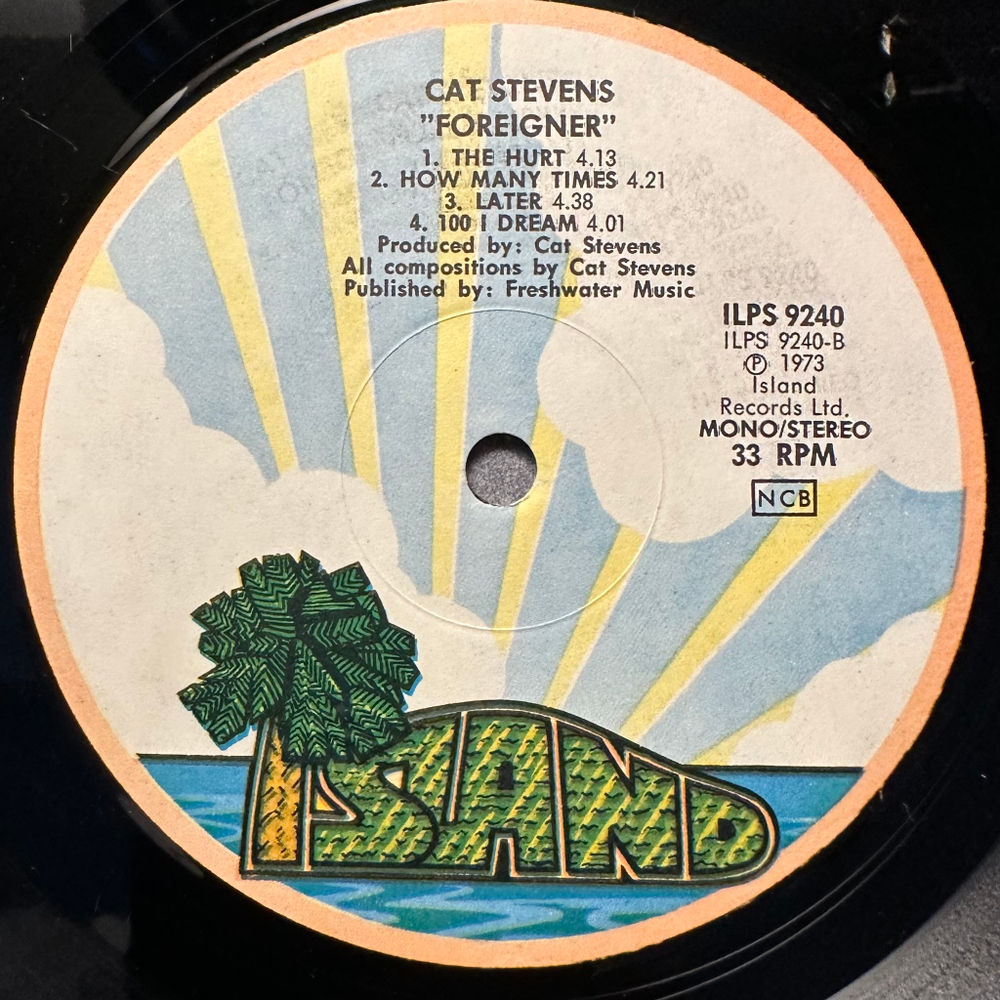 CAT STEVENS
"FOREIGNER"
1. THE HURT 4.13
2. HOW MANY TIMES 4.21
3. LATER 4.38
4. 100 I DREAM 4.01
Produced by: Cat Stevens
All compositions by Cat Stevens
Published by: Freshwater Music
ILPS 9240
ILPS 9240-B
℗ 1973
Island
Records Ltd.
MONO/STEREO
33 RPM
NCB
ISLAND